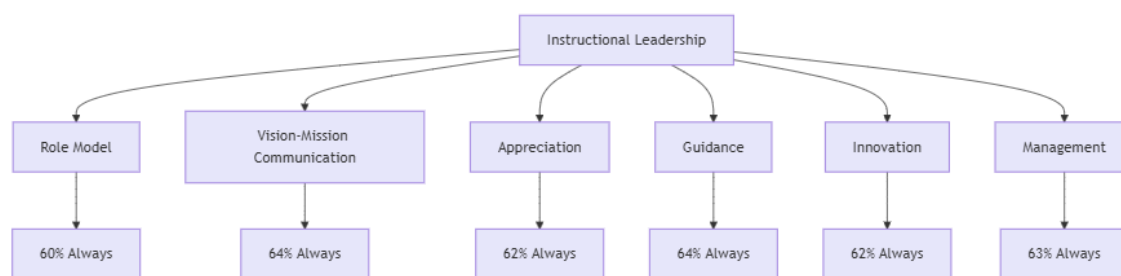 Instructional Leadership
Role Model
Vision-Mission
Communication
Appreciation
Guidance
Innovation
Management
60% Always
64% Always
62% Always
64% Always
62% Always
63% Always